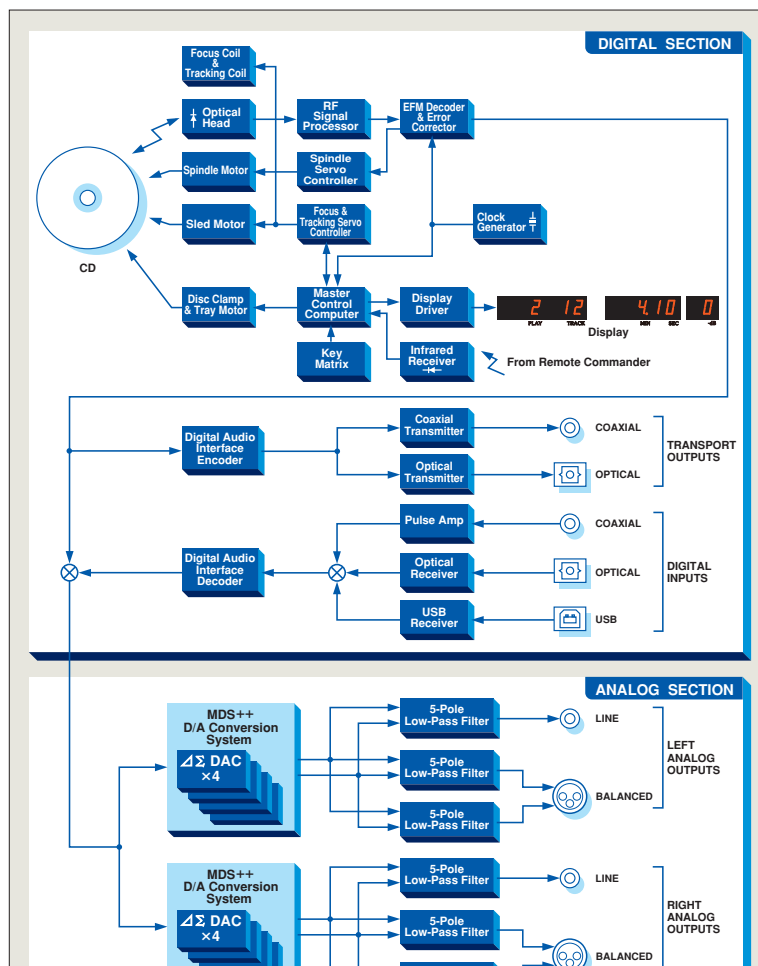 DIGITAL SECTION
Focus Coil
&
Tracking Coil
Optical
Head
RF
Signal
Processor
EFM Decoder
& Error
Corrector
Spindle Motor
Spindle
Servo
Controller
Sled Motor
Focus &
Tracking Servo
Controller
Clock
Generator
CD
Disc Clamp
& Tray Motor
Master
Control
Computer
Display
Driver
2 12 4,10 0
PLAY TRACK MIN SEC -dB
Display
Key
Matrix
Infrared
Receiver
From Remote Commander
Digital Audio
Interface
Encoder
Coaxial
Transmitter
COAXIAL
Optical
Transmitter
OPTICAL
TRANSPORT
OUTPUTS
Pulse Amp
COAXIAL
Digital Audio
Interface
Decoder
Optical
Receiver
OPTICAL
DIGITAL
INPUTS
USB
Receiver
USB
ANALOG SECTION
MDS++
D/A Conversion
System
⊿Σ DAC
×4
5-Pole
Low-Pass Filter
LINE
5-Pole
Low-Pass Filter
5-Pole
Low-Pass Filter
BALANCED
LEFT
ANALOG
OUTPUTS
MDS++
D/A Conversion
System
⊿Σ DAC
×4
5-Pole
Low-Pass Filter
LINE
5-Pole
Low-Pass Filter
BALANCED
RIGHT
ANALOG
OUTPUTS